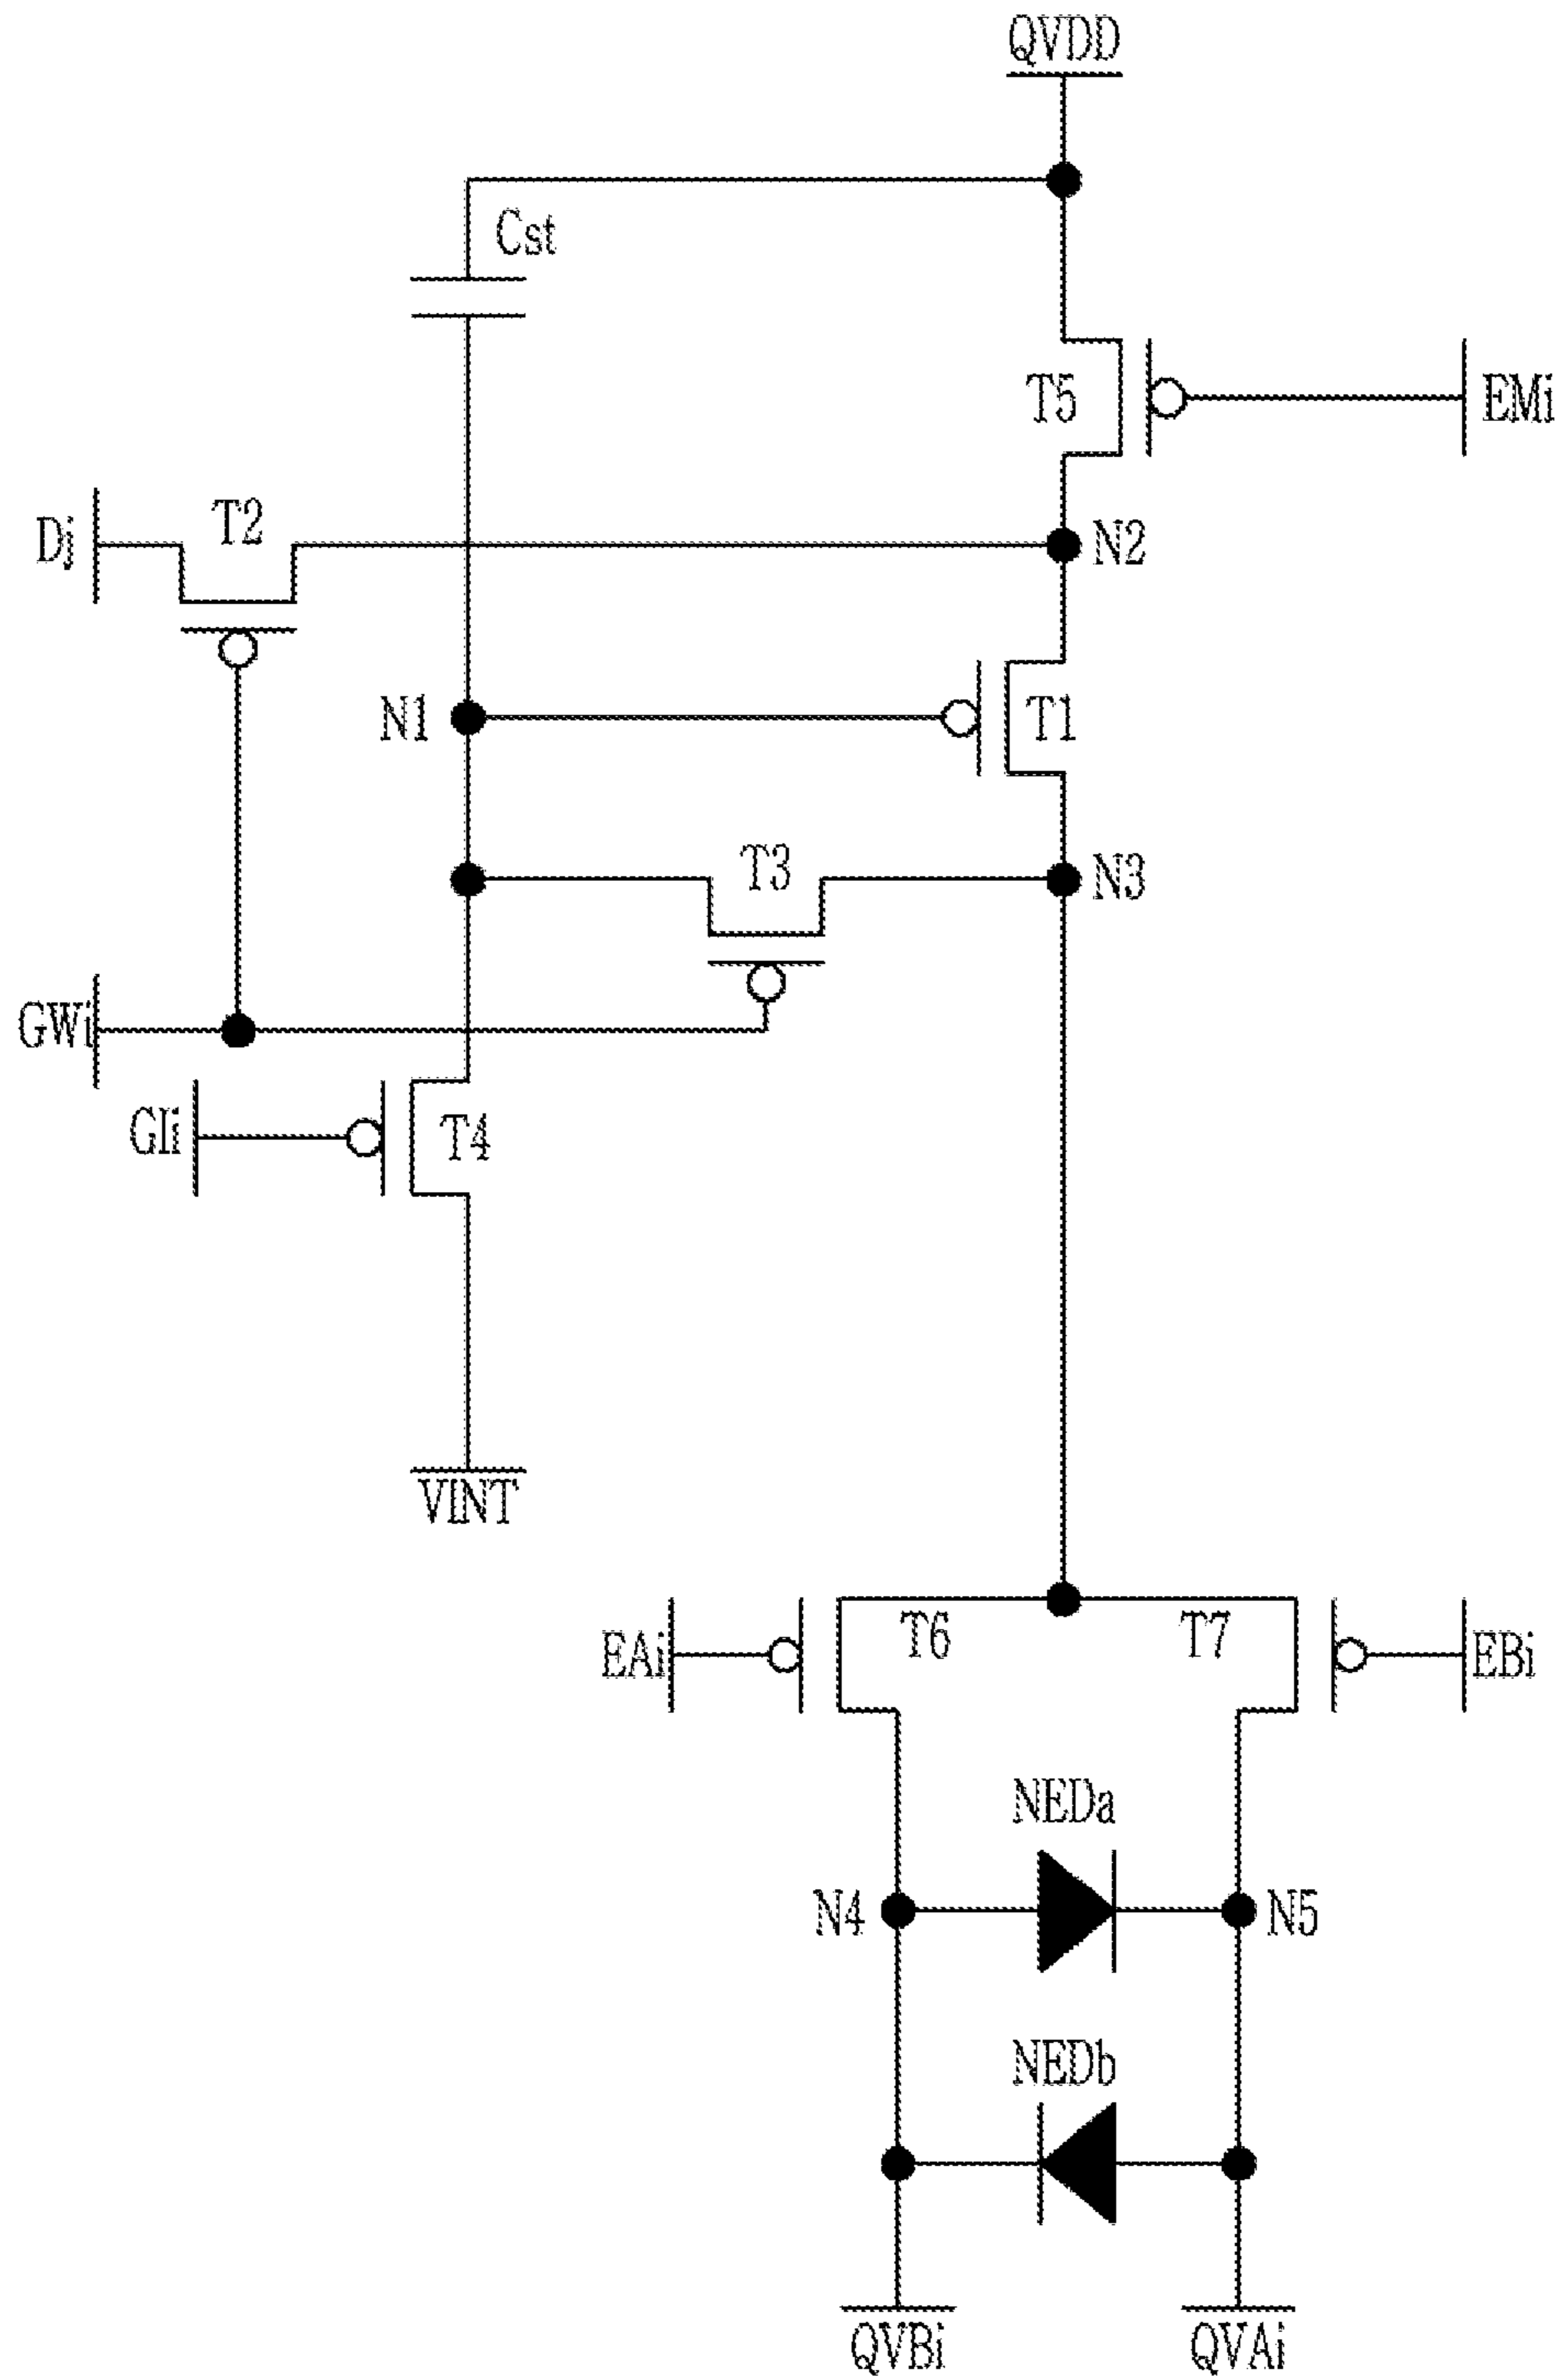 QVDD
Cst
T5
EMi
Dj
T2
N2
N1
T1
T3
N3
GWi
GIi
T4
VINT
EAi
T6
T7
EBi
NEDa
N4
N5
NEDb
QVBi
QVAi